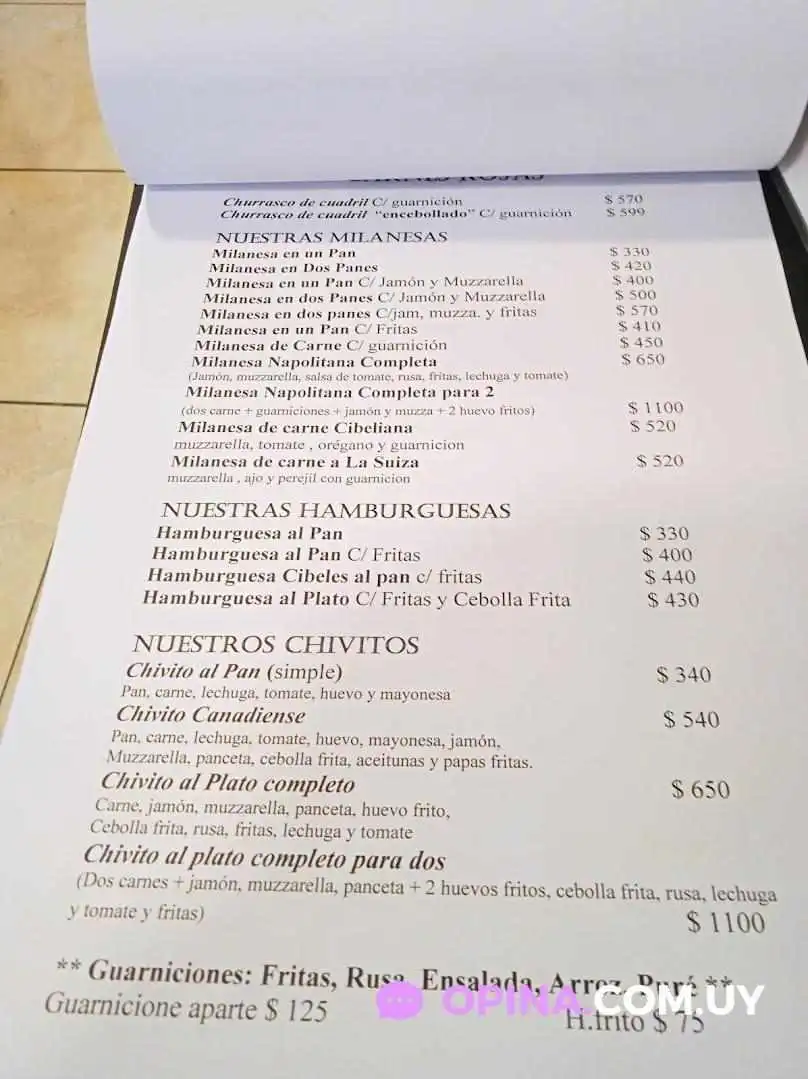 CARNES ROJAS
Churrasco de cuadril C/ guarnición $ 570
Churrasco de cuadril "encebollado" C/ guarnición $ 599
NUESTRAS MILANESAS
Milanesa en un Pan $ 330
Milanesa en Dos Panes $ 420
Milanesa en un Pan C/ Jamón y Muzzarella $ 400
Milanesa en dos Panes C/ Jamón y Muzzarella $ 500
Milanesa en dos panes C/jam, muzza. y fritas $ 570
Milanesa en un Pan C/ Fritas $ 410
Milanesa de Carne C/ guarnición $ 450
Milanesa Napolitana Completa $ 650
(Jamón, muzzarella, salsa de tomate, rusa, fritas, lechuga y tomate)
Milanesa Napolitana Completa para 2
(dos carne + guarniciones + jamón y muzza + 2 huevo fritos) $ 1100
Milanesa de carne Cibeliana $ 520
muzzarella, tomate , orégano y guarnicion
Milanesa de carne a La Suiza $ 520
muzzarella , ajo y perejil con guarnicion
NUESTRAS HAMBURGUESAS
Hamburguesa al Pan $ 330
Hamburguesa al Pan C/ Fritas $ 400
Hamburguesa Cibeles al pan c/ fritas $ 440
Hamburguesa al Plato C/ Fritas y Cebolla Frita $ 430
NUESTROS CHIVITOS
Chivito al Pan (simple) $ 340
Pan, carne, lechuga, tomate, huevo y mayonesa
Chivito Canadiense $ 540
Pan, carne, lechuga, tomate, huevo, mayonesa, jamón,
Muzzarella, panceta, cebolla frita, aceitunas y papas fritas.
Chivito al Plato completo $ 650
Carne, jamón, muzzarella, panceta, huevo frito,
Cebolla frita, rusa, fritas, lechuga y tomate
Chivito al plato completo para dos
(Dos carnes + jamón, muzzarella, panceta + 2 huevos fritos, cebolla frita, rusa, lechuga
y tomate y fritas) $ 1100
** Guarniciones: Fritas, Rusa, Ensalada, Arroz, Puré **
Guarnicione aparte $ 125 H.frito $ 75
OPINA.COM.UY